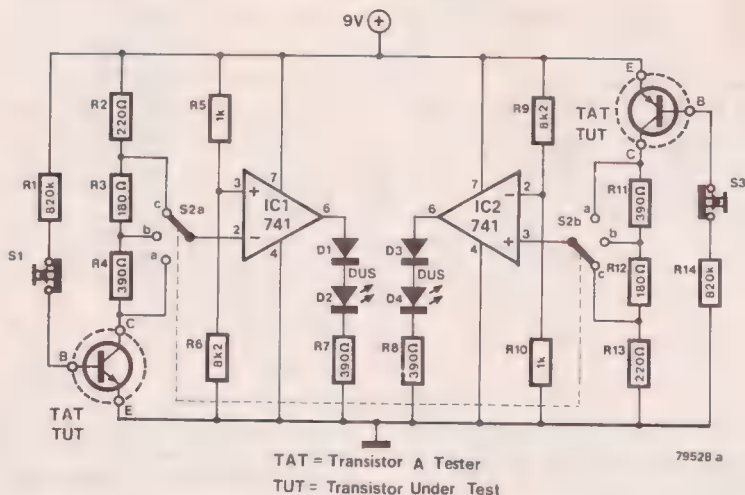 9V
R2
220Ω
R5
1k
R9
8k2
E
B
TAT
TUT
C
R1
820k
R3
180Ω
c
S2a
b
R4
390Ω
a
3
+
7
IC1
741
6
2
−
4
6
7
IC2
741
2
−
3
+
4
a
S2b
b
c
R11
390Ω
S3
R12
180Ω
R14
820k
S1
D1
DUS
D2
D3
DUS
D4
C
B
E
R6
8k2
R7
390Ω
R8
390Ω
R10
1k
R13
220Ω
TAT
TUT
TAT = Transistor A Tester
TUT = Transistor Under Test
79528 a